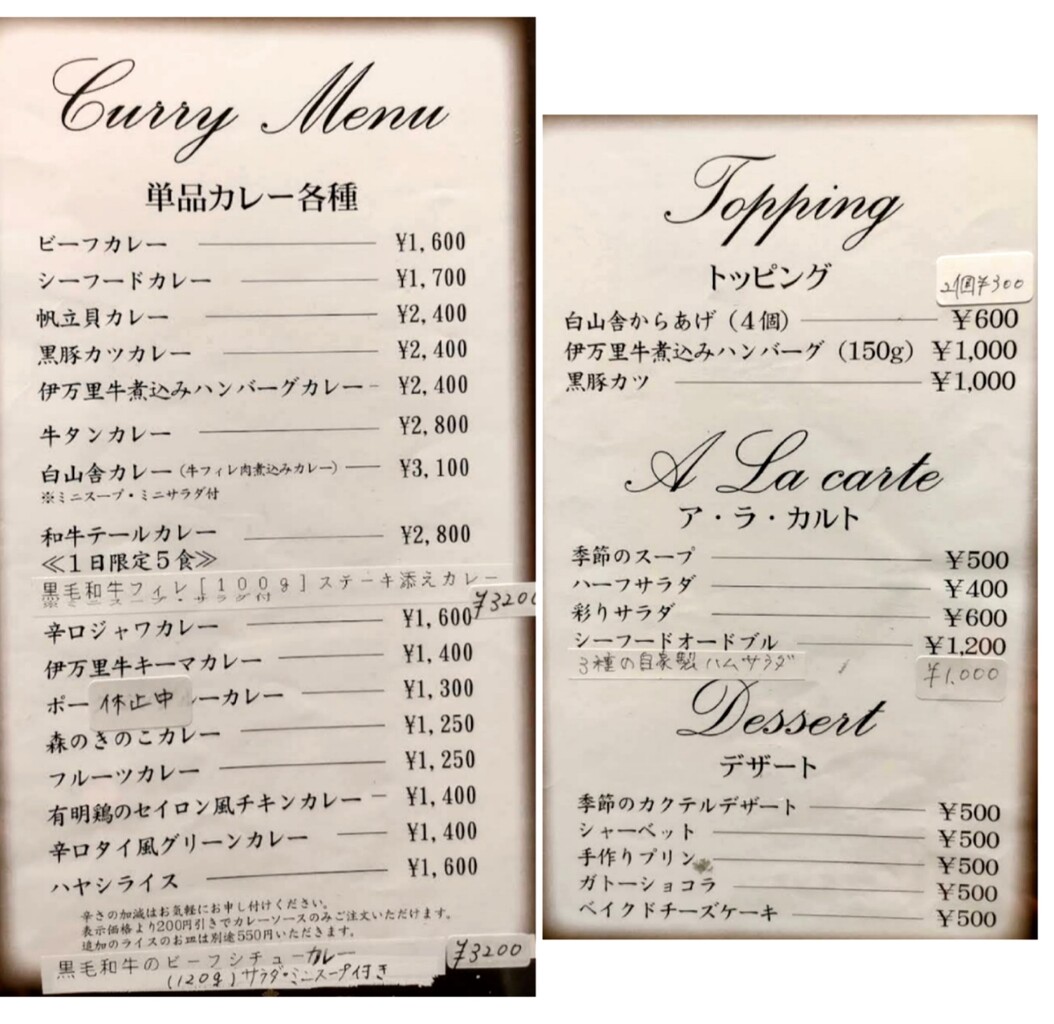 Curry Menu
単品カレー各種
ビーフカレー ¥1,600
シーフードカレー ¥1,700
帆立貝カレー ¥2,400
黒豚カツカレー ¥2,400
伊万里牛煮込みハンバーグカレー ¥2,400
牛タンカレー ¥2,800
白山舎カレー(牛フィレ肉煮込みカレー) ¥3,100
※ミニスープ・ミニサラダ付
和牛テールカレー ¥2,800
≪1日限定5食≫
黒毛和牛フィレ[100g]ステーキ添えカレー ¥3200
※ミニスープ・サラダ付
辛口ジャワカレー ¥1,600
伊万里牛キーマカレー ¥1,400
ポー 休止中 ーカレー ¥1,300
森のきのこカレー ¥1,250
フルーツカレー ¥1,250
有明鶏のセイロン風チキンカレー ¥1,400
辛口タイ風グリーンカレー ¥1,400
ハヤシライス ¥1,600
辛さの加減はお気軽にお申し付けください。
表示価格より200円引きでカレーソースのみご注文いただけます。
追加のライスのお皿は別途550円いただきます。
黒毛和牛のビーフシチューカレー ¥3200
(120g)サラダ・ミニスープ付き
Topping
トッピング
2個¥300
白山舎からあげ(4個) ¥600
伊万里牛煮込みハンバーグ(150g) ¥1,000
黒豚カツ ¥1,000
A La carte
ア・ラ・カルト
季節のスープ ¥500
ハーフサラダ ¥400
彩りサラダ ¥600
シーフードオードブル ¥1,200
3種の自家製ハムサラダ ¥1,000
Dessert
デザート
季節のカクテルデザート ¥500
シャーベット ¥500
手作りプリン ¥500
ガトーショコラ ¥500
ベイクドチーズケーキ ¥500